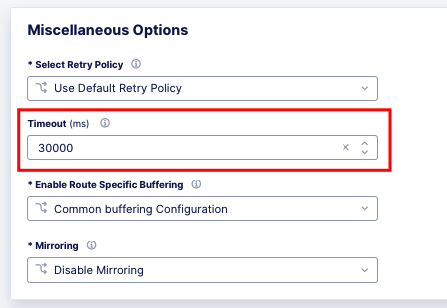 Miscellaneous Options
* Select Retry Policy
Use Default Retry Policy
Timeout (ms)
30000
* Enable Route Specific Buffering
Common buffering Configuration
* Mirroring
Disable Mirroring